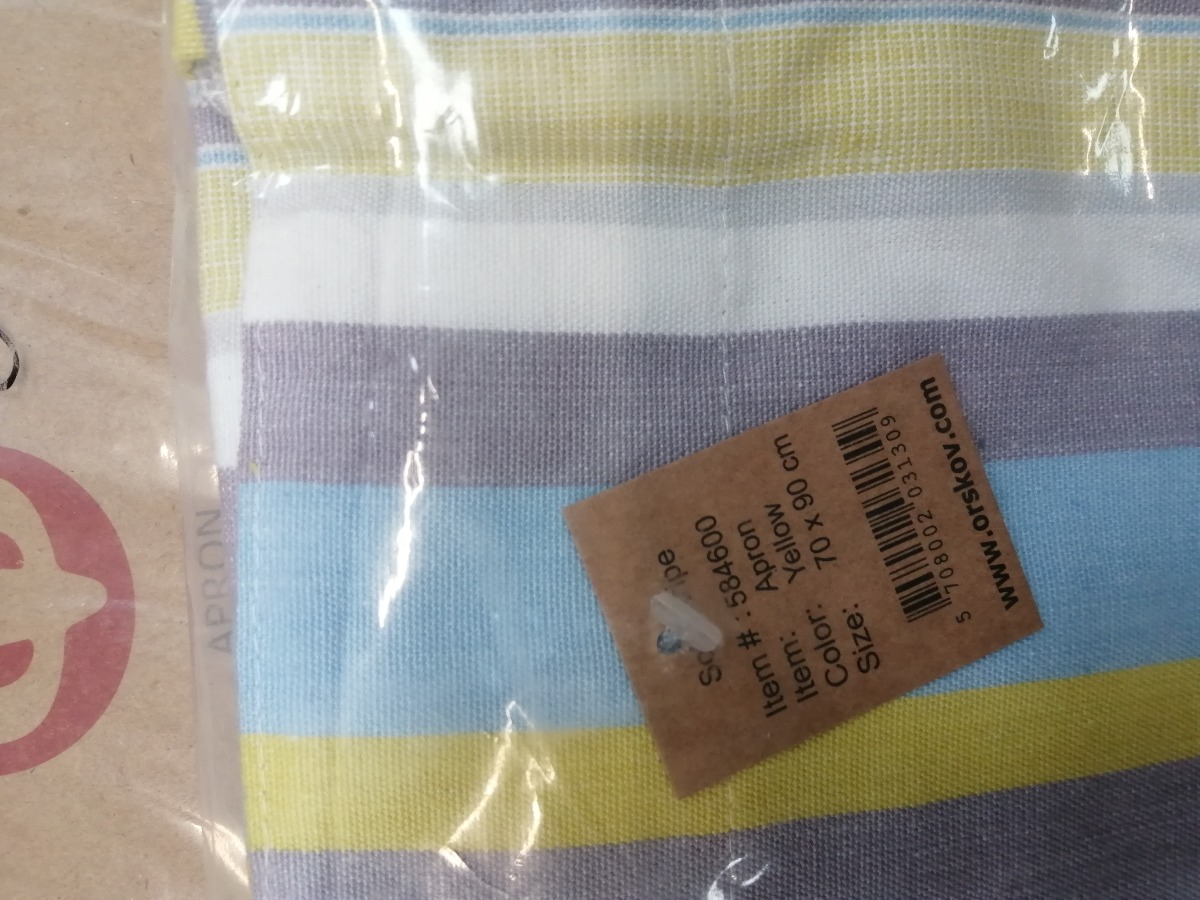 Item # : 584600
Item: Apron
Color: Yellow
Size: 70 x 90 cm
5 708002 031309
www.orskov.com
APRON